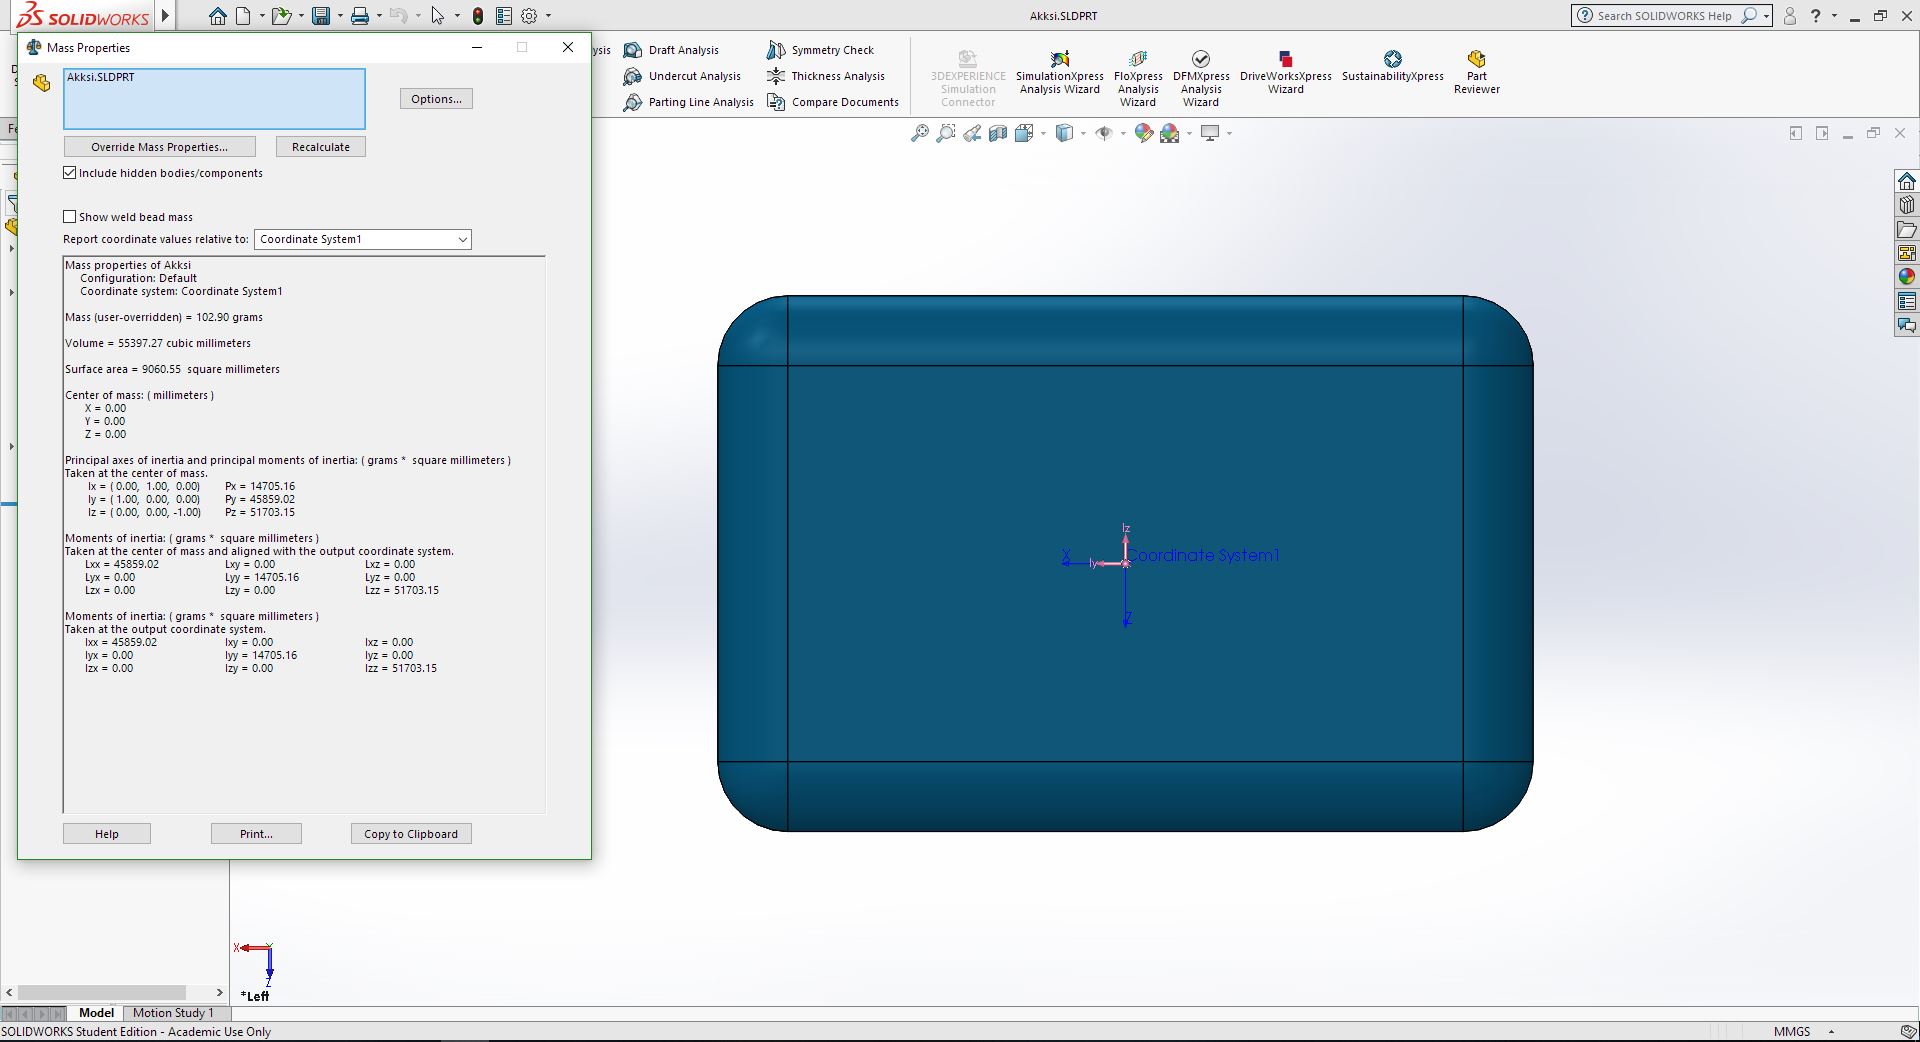 SOLIDWORKS
Akksi.SLDPRT
Search SOLIDWORKS Help
Mass Properties
Akksi.SLDPRT
Options...
Override Mass Properties...
Recalculate
Include hidden bodies/components
Show weld bead mass
Report coordinate values relative to: Coordinate System1
Mass properties of Akksi
Configuration: Default
Coordinate system: Coordinate System1
Mass (user-overridden) = 102.90 grams
Volume = 55397.27 cubic millimeters
Surface area = 9060.55 square millimeters
Center of mass: ( millimeters )
X = 0.00
Y = 0.00
Z = 0.00
Principal axes of inertia and principal moments of inertia: ( grams * square millimeters )
Taken at the center of mass.
Ix = ( 0.00, 1.00, 0.00) Px = 14705.16
Iy = ( 1.00, 0.00, 0.00) Py = 45859.02
Iz = ( 0.00, 0.00, -1.00) Pz = 51703.15
Moments of inertia: ( grams * square millimeters )
Taken at the center of mass and aligned with the output coordinate system.
Lxx = 45859.02 Lxy = 0.00 Lxz = 0.00
Lyx = 0.00 Lyy = 14705.16 Lyz = 0.00
Lzx = 0.00 Lzy = 0.00 Lzz = 51703.15
Moments of inertia: ( grams * square millimeters )
Taken at the output coordinate system.
Ixx = 45859.02 Ixy = 0.00 Ixz = 0.00
Iyx = 0.00 Iyy = 14705.16 Iyz = 0.00
Izx = 0.00 Izy = 0.00 Izz = 51703.15
Help
Print...
Copy to Clipboard
ysis
Draft Analysis
Undercut Analysis
Parting Line Analysis
Symmetry Check
Thickness Analysis
Compare Documents
3DEXPERIENCE
Simulation
Connector
SimulationXpress
Analysis Wizard
FloXpress
Analysis
Wizard
DFMXpress
Analysis
Wizard
DriveWorksXpress
Wizard
SustainabilityXpress
Part
Reviewer
Iz
X
Iy
Coordinate System1
Z
X
Y
Z
*Left
Model
Motion Study 1
SOLIDWORKS Student Edition - Academic Use Only
MMGS